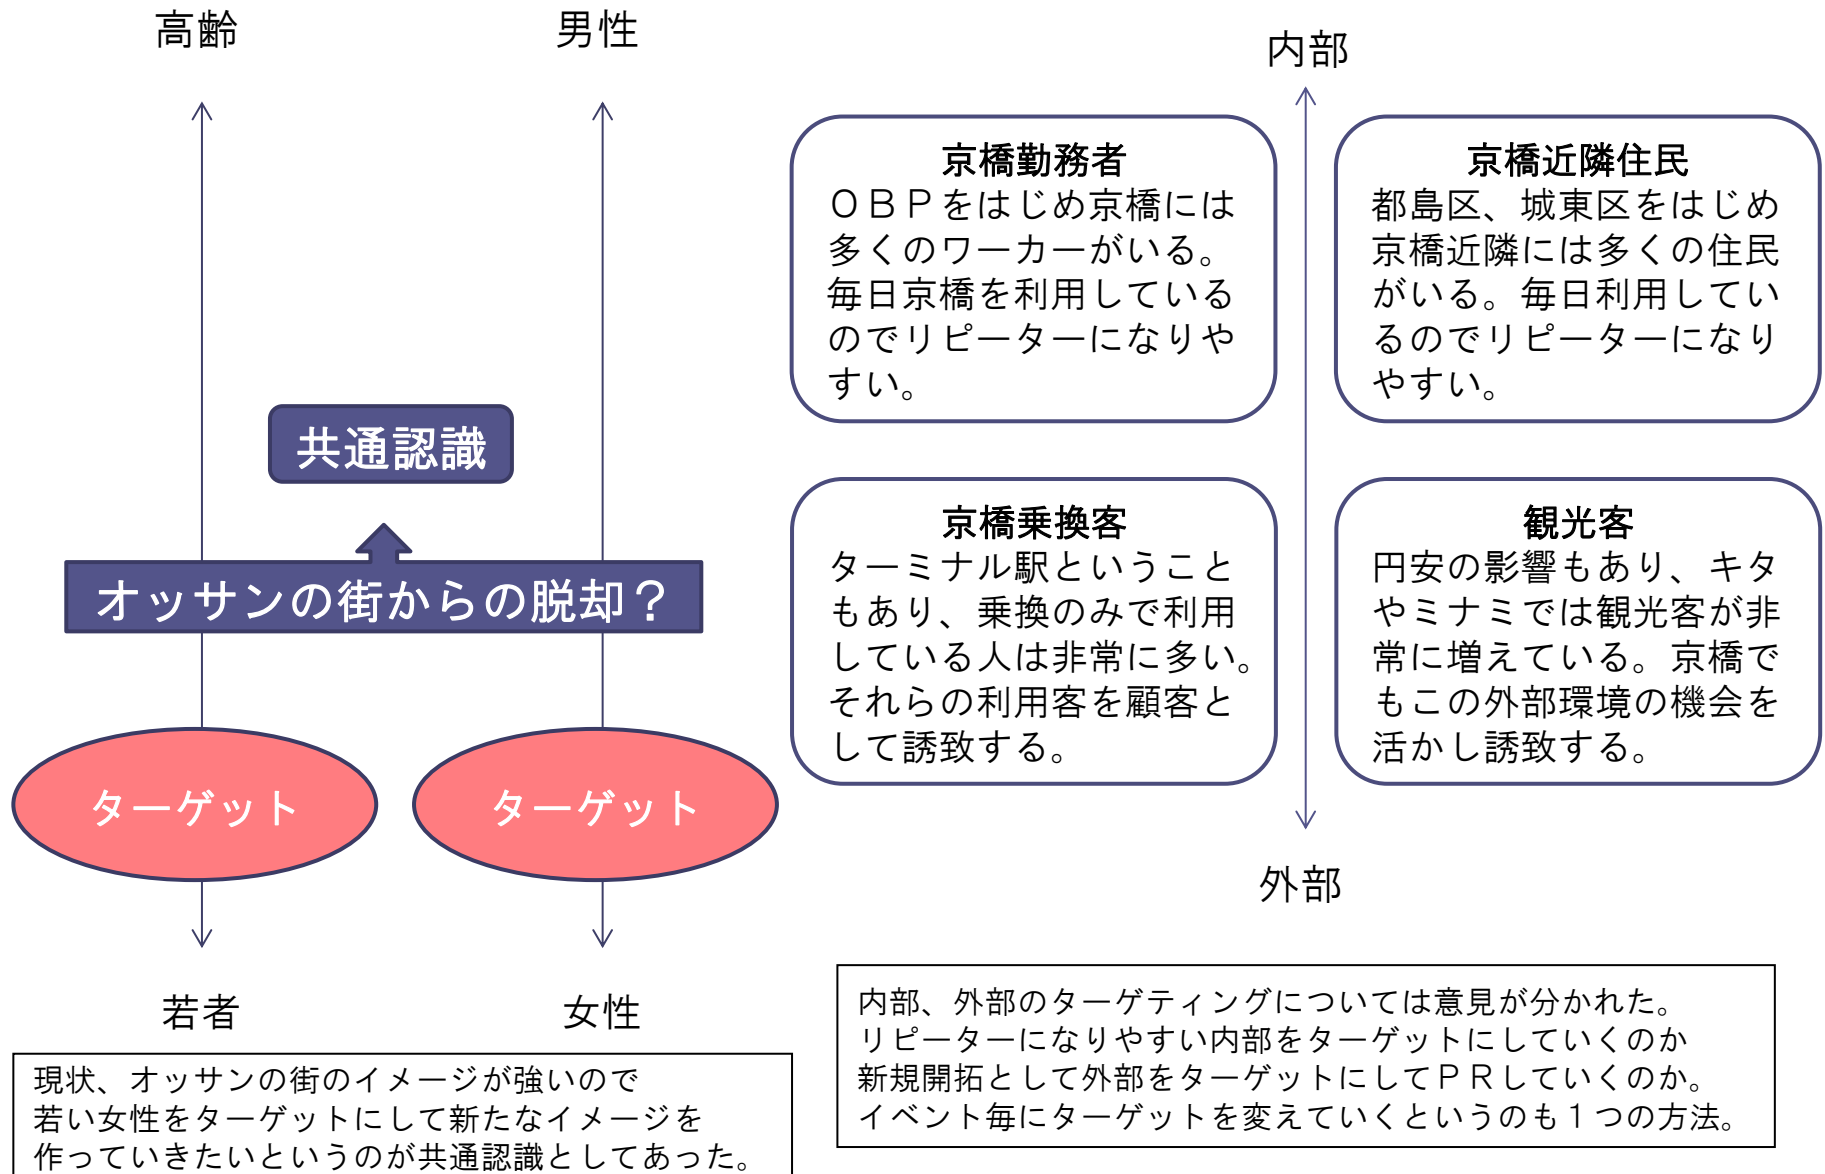 高齢
男性
共通認識
オッサンの街からの脱却？
ターゲット
ターゲット
若者
女性
現状、オッサンの街のイメージが強いので
若い女性をターゲットにして新たなイメージを
作っていきたいというのが共通認識としてあった。
内部
京橋勤務者
ＯＢＰをはじめ京橋には
多くのワーカーがいる。
毎日京橋を利用している
のでリピーターになりや
すい。
京橋近隣住民
都島区、城東区をはじめ
京橋近隣には多くの住民
がいる。毎日利用してい
るのでリピーターになり
やすい。
京橋乗換客
ターミナル駅ということ
もあり、乗換のみで利用
している人は非常に多い。
それらの利用客を顧客と
して誘致する。
観光客
円安の影響もあり、キタ
やミナミでは観光客が非
常に増えている。京橋で
もこの外部環境の機会を
活かし誘致する。
外部
内部、外部のターゲティングについては意見が分かれた。
リピーターになりやすい内部をターゲットにしていくのか
新規開拓として外部をターゲットにしてＰＲしていくのか。
イベント毎にターゲットを変えていくというのも１つの方法。